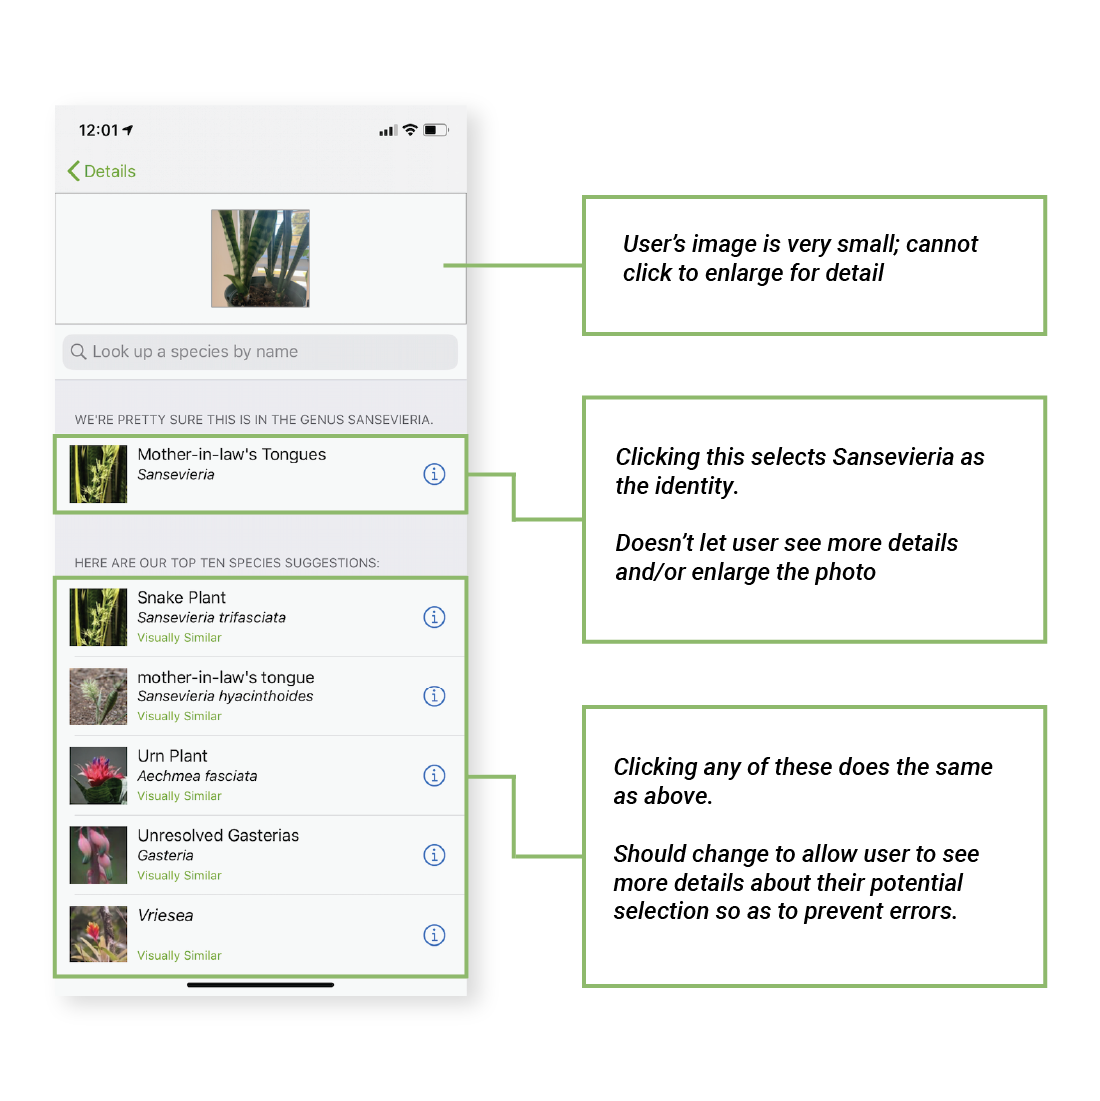 12:01
Details
User’s image is very small; cannot
click to enlarge for detail
Look up a species by name
WE'RE PRETTY SURE THIS IS IN THE GENUS SANSEVIERIA.
Mother-in-law's Tongues
Sansevieria
Clicking this selects Sansevieria as
the identity.
Doesn’t let user see more details
and/or enlarge the photo
HERE ARE OUR TOP TEN SPECIES SUGGESTIONS:
Snake Plant
Sansevieria trifasciata
Visually Similar
mother-in-law's tongue
Sansevieria hyacinthoides
Visually Similar
Urn Plant
Aechmea fasciata
Visually Similar
Unresolved Gasterias
Gasteria
Visually Similar
Vriesea
Visually Similar
Clicking any of these does the same
as above.
Should change to allow user to see
more details about their potential
selection so as to prevent errors.